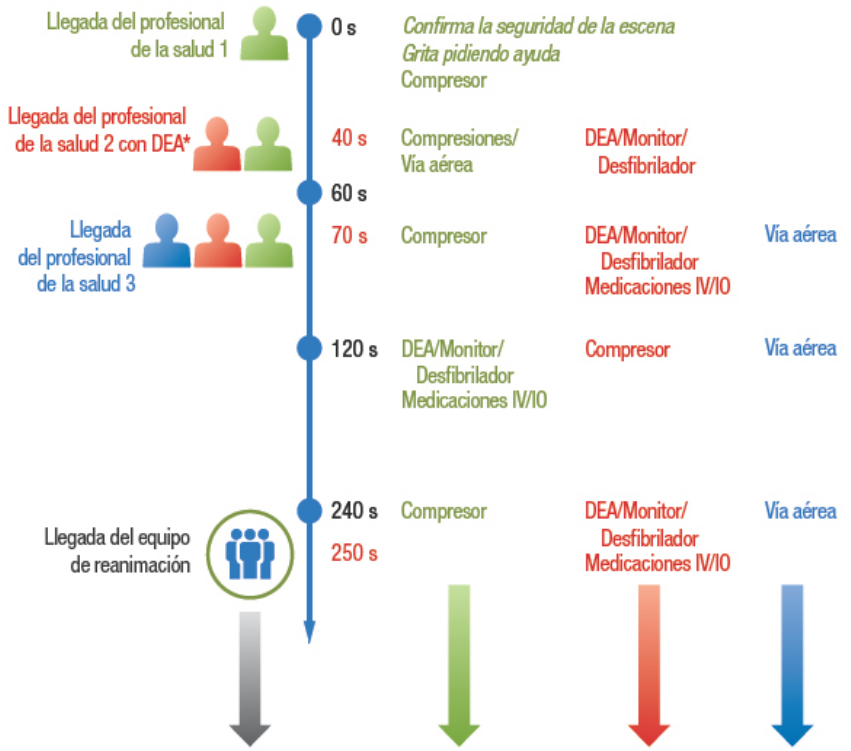 Llegada del profesional
de la salud 1
0 s
Confirma la seguridad de la escena
Grita pidiendo ayuda
Compresor
Llegada del profesional
de la salud 2 con DEA*
40 s
Compresiones/
Vía aérea
DEA/Monitor/
Desfibrilador
60 s
Llegada
del profesional
de la salud 3
70 s
Compresor
DEA/Monitor/
Desfibrilador
Medicaciones IV/IO
Vía aérea
120 s
DEA/Monitor/
Desfibrilador
Medicaciones IV/IO
Compresor
Vía aérea
Llegada del equipo
de reanimación
240 s
250 s
Compresor
DEA/Monitor/
Desfibrilador
Medicaciones IV/IO
Vía aérea